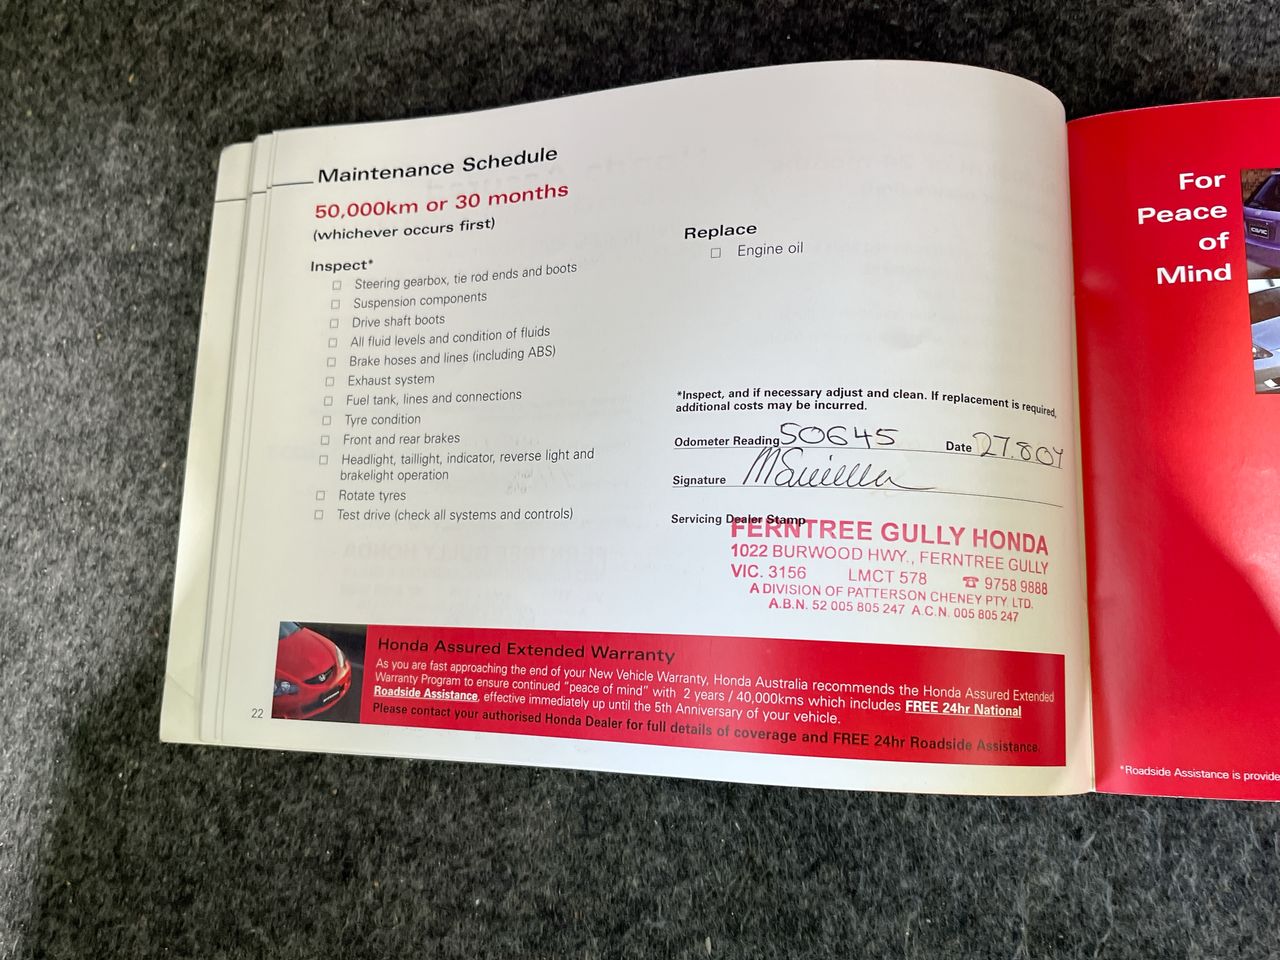 Maintenance Schedule
50,000km or 30 months
(whichever occurs first)
Inspect*
Steering gearbox, tie rod ends and boots
Suspension components
Drive shaft boots
All fluid levels and condition of fluids
Brake hoses and lines (including ABS)
Exhaust system
Fuel tank, lines and connections
Tyre condition
Front and rear brakes
Headlight, taillight, indicator, reverse light and
brakelight operation
Rotate tyres
Test drive (check all systems and controls)
Replace
Engine oil
*Inspect, and if necessary adjust and clean. If replacement is required,
additional costs may be incurred.
Odometer Reading 50645 Date 27.8.04
Signature
Servicing Dealer Stamp
FERNTREE GULLY HONDA
1022 BURWOOD HWY., FERNTREE GULLY
VIC. 3156 LMCT 578 ☎ 9758 9888
A DIVISION OF PATTERSON CHENEY PTY. LTD.
A.B.N. 52 005 805 247 A.C.N. 005 805 247
Honda Assured Extended Warranty
As you are fast approaching the end of your New Vehicle Warranty, Honda Australia recommends the Honda Assured Extended
Warranty Program to ensure continued "peace of mind" with 2 years / 40,000kms which includes FREE 24hr National
Roadside Assistance, effective immediately up until the 5th Anniversary of your vehicle.
Please contact your authorised Honda Dealer for full details of coverage and FREE 24hr Roadside Assistance.
22
For
Peace
of
Mind
CIVIC
*Roadside Assistance is provide